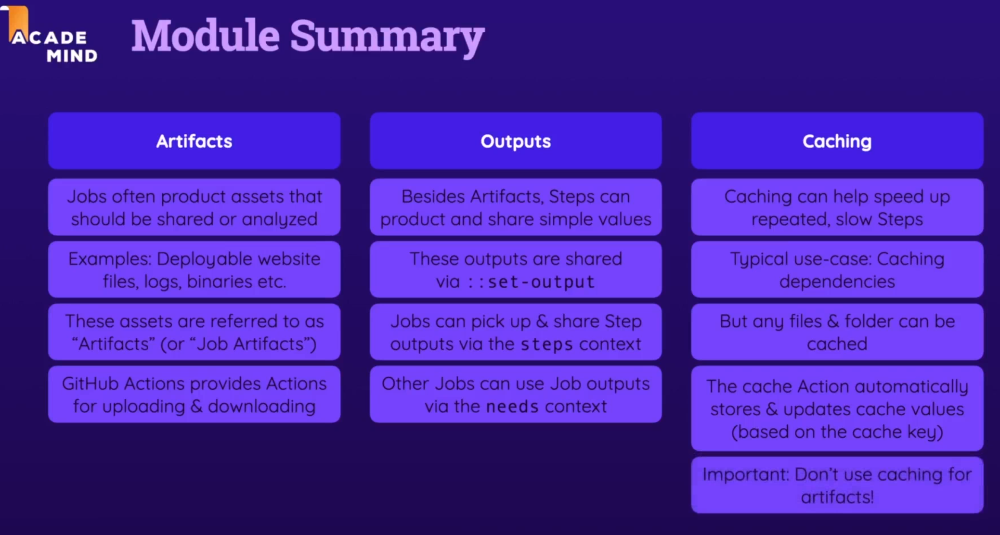 ACADE
MIND
Module Summary
Artifacts
Jobs often product assets that
should be shared or analyzed
Examples: Deployable website
files, logs, binaries etc.
These assets are referred to as
“Artifacts” (or “Job Artifacts”)
GitHub Actions provides Actions
for uploading & downloading
Outputs
Besides Artifacts, Steps can
product and share simple values
These outputs are shared
via ::set-output
Jobs can pick up & share Step
outputs via the steps context
Other Jobs can use Job outputs
via the needs context
Caching
Caching can help speed up
repeated, slow Steps
Typical use-case: Caching
dependencies
But any files & folder can be
cached
The cache Action automatically
stores & updates cache values
(based on the cache key)
Important: Don’t use caching for
artifacts!